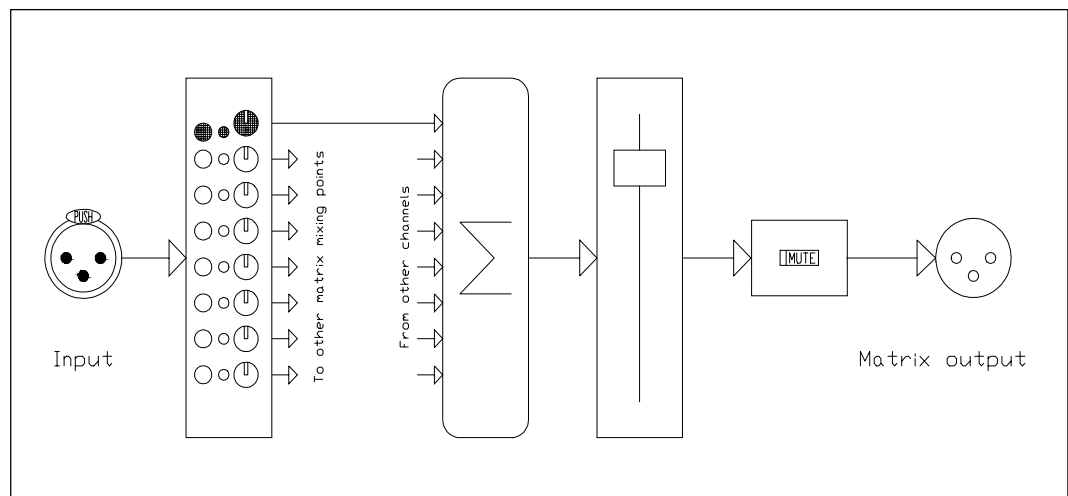 PUSH
Input
To other matrix mixing points
From other channels
MUTE
Matrix output